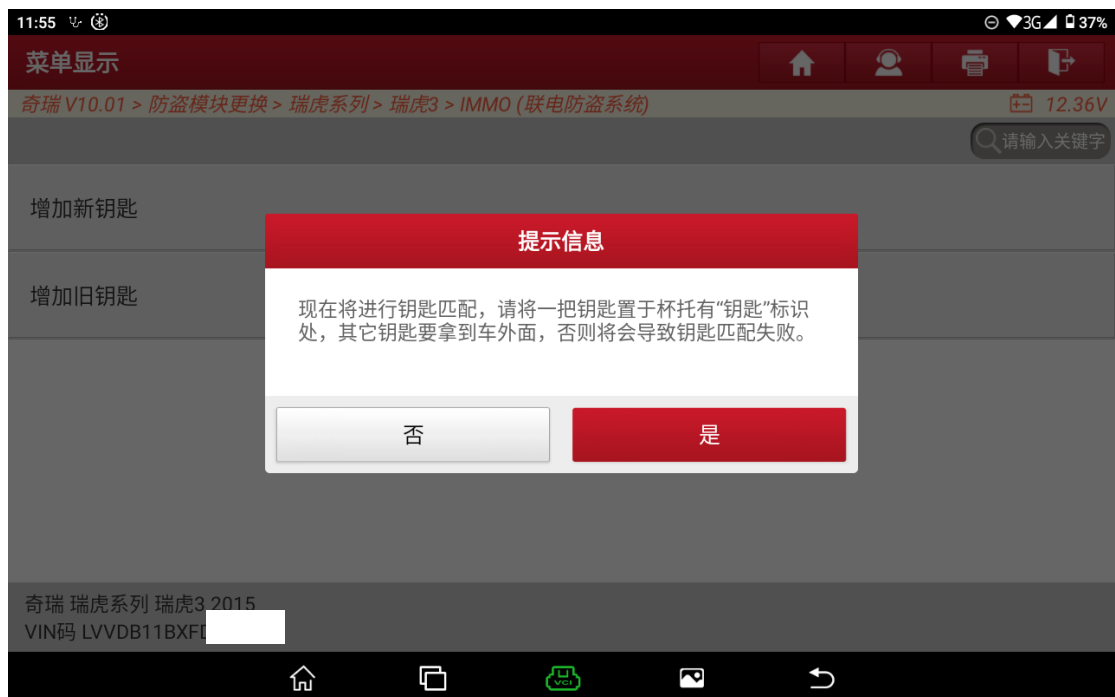 11:55 3G 37%
菜单显示
奇瑞 V10.01 > 防盗模块更换 > 瑞虎系列 > 瑞虎3 > IMMO (联电防盗系统) 12.36V
请输入关键字
增加新钥匙
提示信息
增加旧钥匙
现在将进行钥匙匹配，请将一把钥匙置于杯托有“钥匙”标识
处，其它钥匙要拿到车外面，否则将会导致钥匙匹配失败。
否 是
奇瑞 瑞虎系列 瑞虎3 2015
VIN码 LVVDB11BXF
VCI